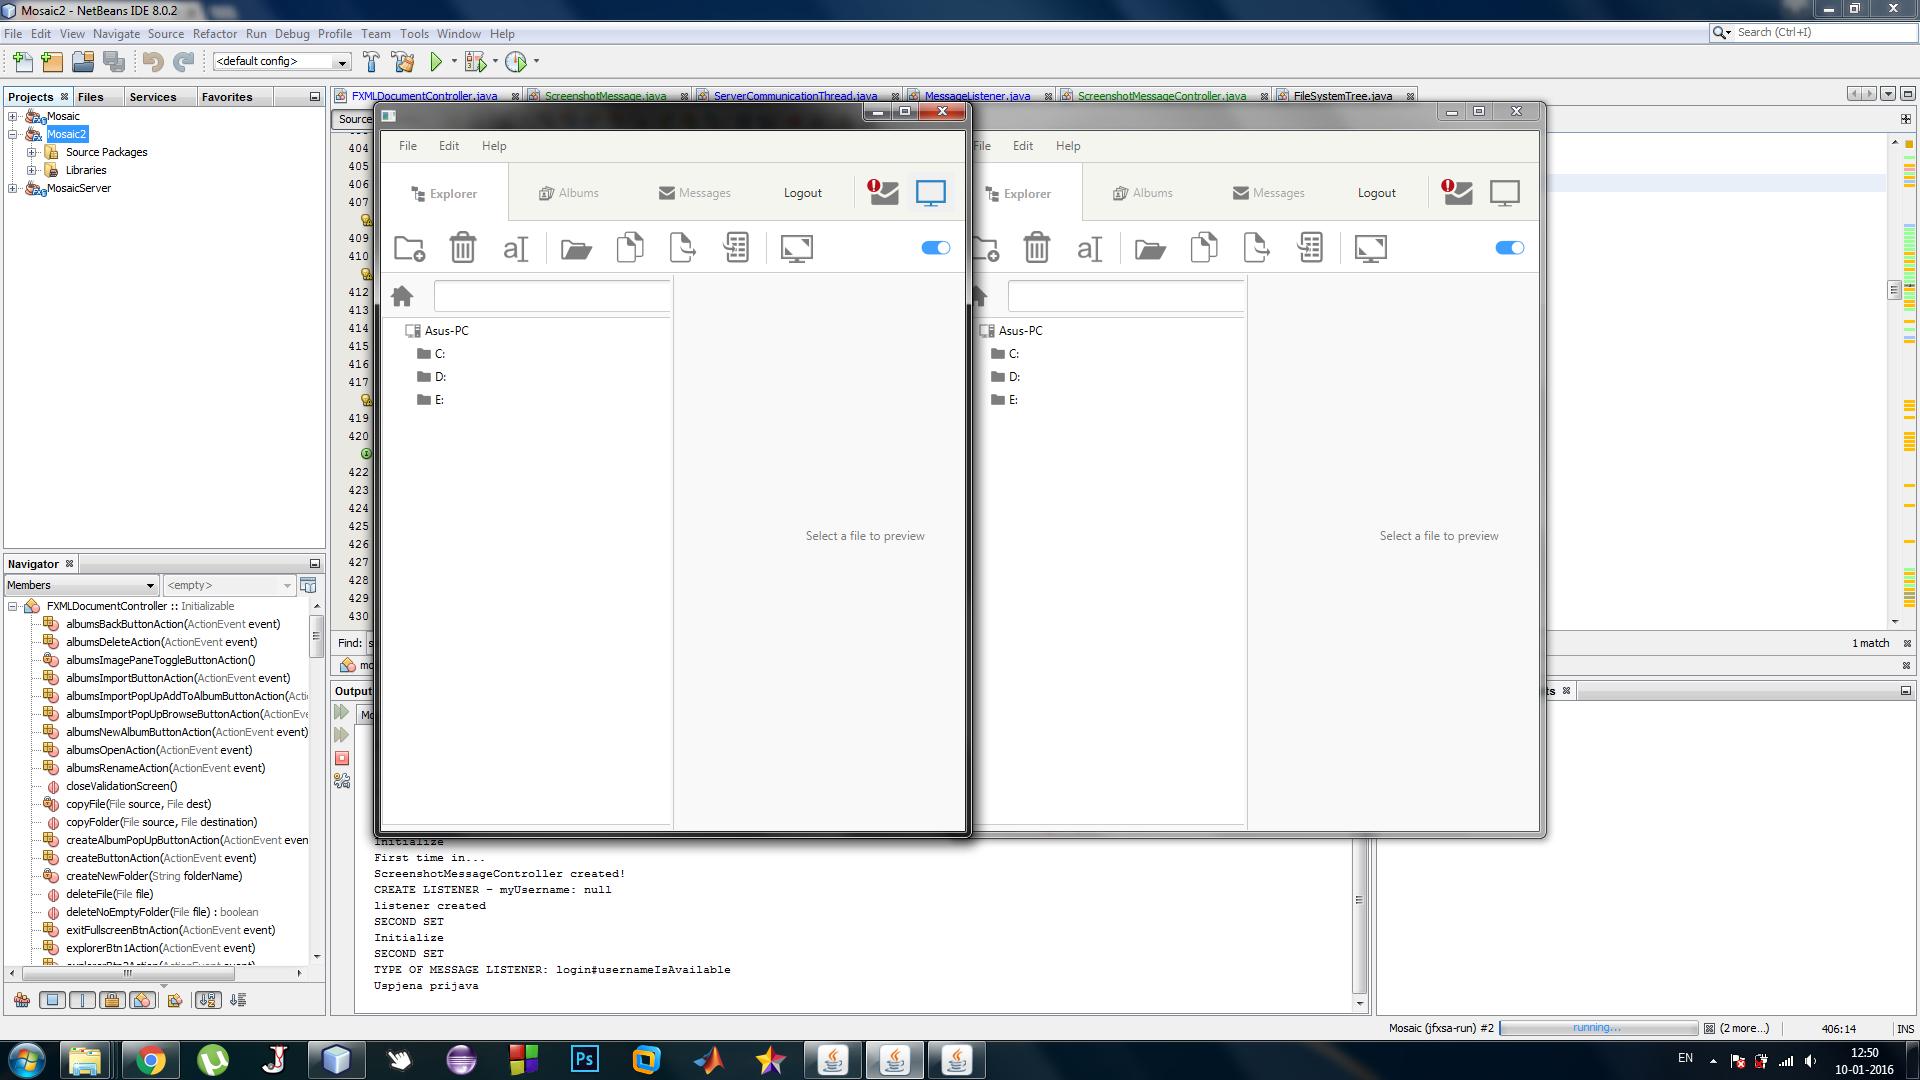 Mosaic2 - NetBeans IDE 8.0.2
File Edit View Navigate Source Refactor Run Debug Profile Team Tools Window Help
Search (Ctrl+I)
<default config>
Projects Files Services Favorites
Mosaic
Mosaic2
Source Packages
Libraries
MosaicServer
FXMLDocumentController.java ScreenshotMessage.java ServerCommunicationThread.java MessageListener.java ScreenshotMessageController.java FileSystemTree.java
Source
404
405
406
407
409
410
412
413
414
415
416
417
419
420
422
423
424
425
426
427
428
429
430
Find:
1 match
File Edit Help
Explorer Albums Messages Logout
aI
Asus-PC
C:
D:
E:
Select a file to preview
File Edit Help
Explorer Albums Messages Logout
aI
Asus-PC
C:
D:
E:
Select a file to preview
Navigator
Members
<empty>
FXMLDocumentController :: Initializable
albumsBackButtonAction(ActionEvent event)
albumsDeleteAction(ActionEvent event)
albumsImagePaneToggleButtonAction()
albumsImportButtonAction(ActionEvent event)
albumsImportPopUpAddToAlbumButtonAction(Acti
albumsImportPopUpBrowseButtonAction(ActionEve
albumsNewAlbumButtonAction(ActionEvent event)
albumsOpenAction(ActionEvent event)
albumsRenameAction(ActionEvent event)
closeValidationScreen()
copyFile(File source, File dest)
copyFolder(File source, File destination)
createAlbumPopUpButtonAction(ActionEvent even
createButtonAction(ActionEvent event)
createNewFolder(String folderName)
deleteFile(File file)
deleteNoEmptyFolder(File file) : boolean
exitFullscreenBtnAction(ActionEvent event)
explorerBtn1Action(ActionEvent event)
Output
Initialize
First time in...
ScreenshotMessageController created!
CREATE LISTENER - myUsername: null
listener created
SECOND SET
Initialize
SECOND SET
TYPE OF MESSAGE LISTENER: login#usernameIsAvailable
Uspjena prijava
Mosaic (jfxsa-run) #2 running... (2 more...) 406:14 INS
Ps
EN
12:50
10-01-2016